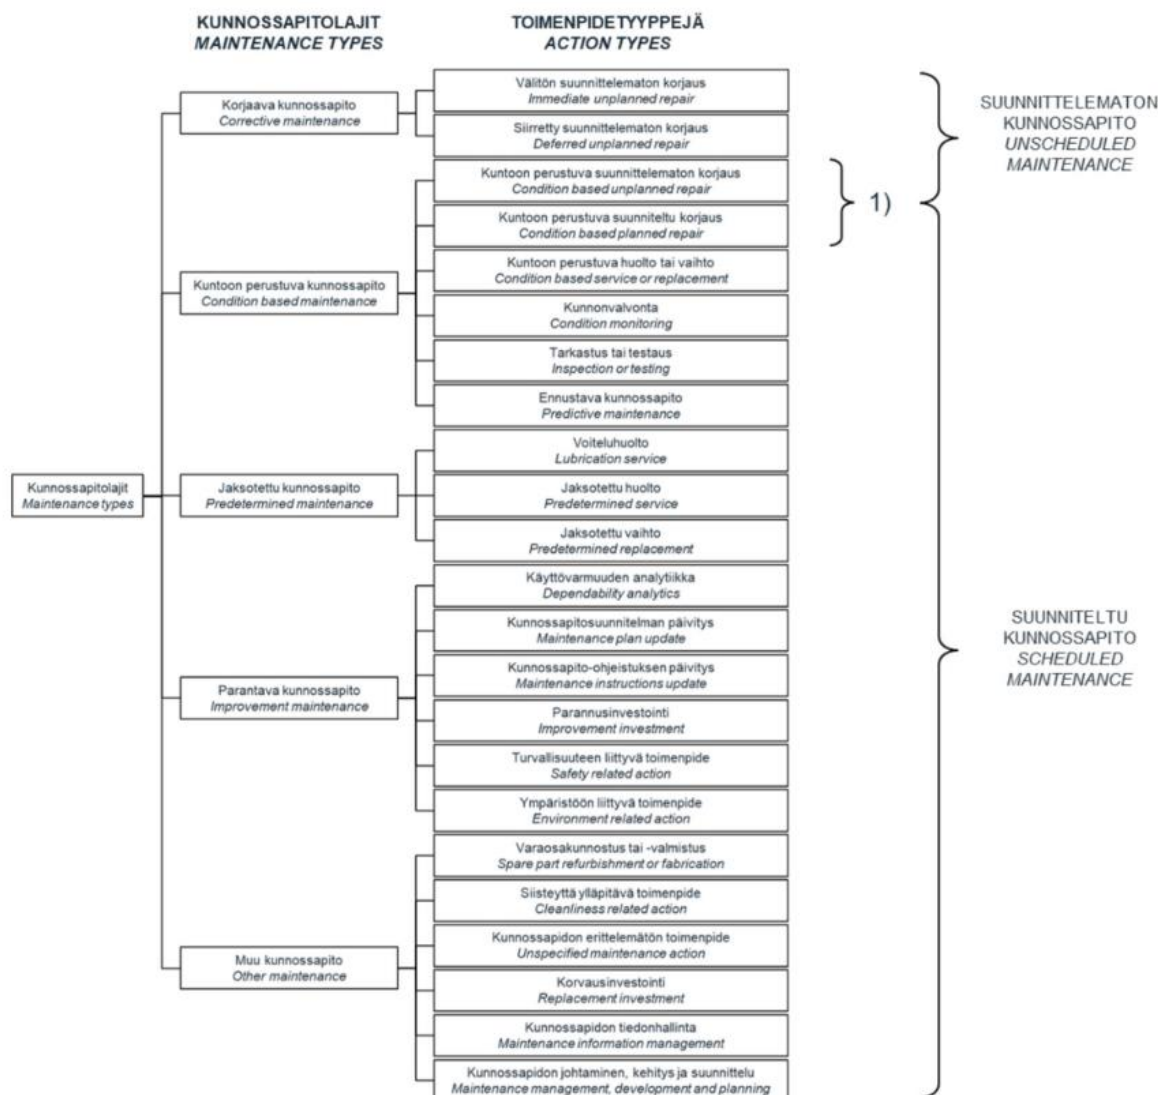 KUNNOSSAPITOLAJIT
MAINTENANCE TYPES
TOIMENPIDETYYPPEJÄ
ACTION TYPES
Korjaava kunnossapito
Corrective maintenance
Välitön suunnittelematon korjaus
Immediate unplanned repair
Siirretty suunnittelematon korjaus
Deferred unplanned repair
SUUNNITTELEMATON
KUNNOSSAPITO
UNSCHEDULED
MAINTENANCE
Kuntoon perustuva kunnossapito
Condition based maintenance
Kuntoon perustuva suunnittelematon korjaus
Condition based unplanned repair
Kuntoon perustuva suunniteltu korjaus
Condition based planned repair
1)
Kuntoon perustuva huolto tai vaihto
Condition based service or replacement
Kunnonvalvonta
Condition monitoring
Tarkastus tai testaus
Inspection or testing
Ennustava kunnossapito
Predictive maintenance
Kunnossapitolajit
Maintenance types
Jaksotettu kunnossapito
Predetermined maintenance
Voiteluhuolto
Lubrication service
Jaksotettu huolto
Predetermined service
Jaksotettu vaihto
Predetermined replacement
Parantava kunnossapito
Improvement maintenance
Käyttövarmuuden analytiikka
Dependability analytics
Kunnossapitosuunnitelman päivitys
Maintenance plan update
Kunnossapito-ohjeistuksen päivitys
Maintenance instructions update
Parannusinvestointi
Improvement investment
Turvallisuuteen liittyvä toimenpide
Safety related action
Ympäristöön liittyvä toimenpide
Environment related action
SUUNNITELTU
KUNNOSSAPITO
SCHEDULED
MAINTENANCE
Muu kunnossapito
Other maintenance
Varaosakunnostus tai -valmistus
Spare part refurbishment or fabrication
Siisteyttä ylläpitävä toimenpide
Cleanliness related action
Kunnossapidon erittelemätön toimenpide
Unspecified maintenance action
Korvausinvestointi
Replacement investment
Kunnossapidon tiedonhallinta
Maintenance information management
Kunnossapidon johtaminen, kehitys ja suunnittelu
Maintenance management, development and planning